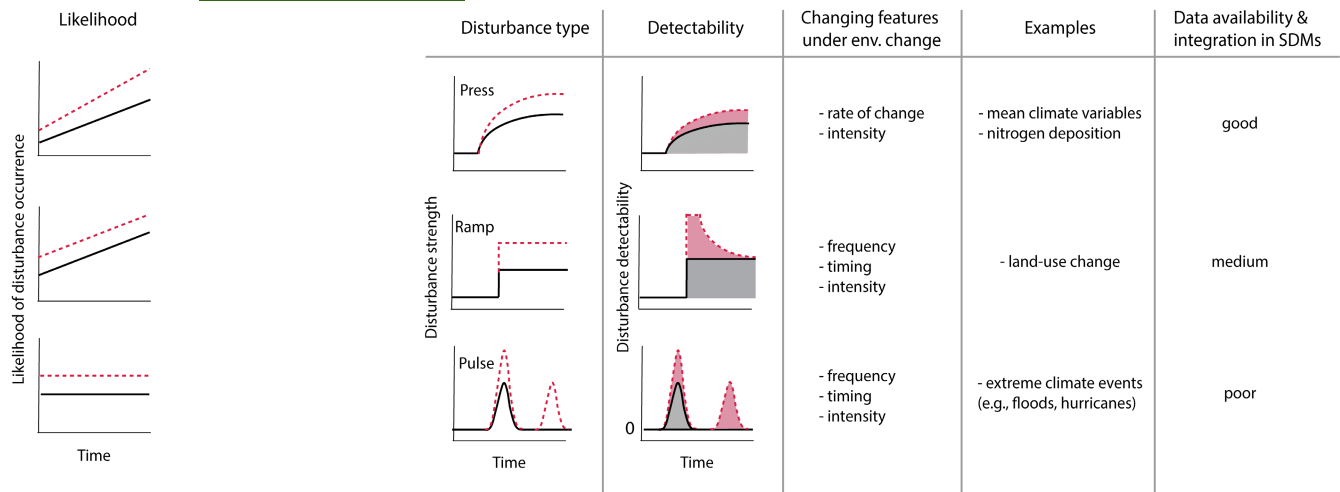 Likelihood
Disturbance type
Detectability
Changing features
under env. change
Examples
Data availability &
integration in SDMs
Likelihood of disturbance occurrence
Time
Disturbance strength
Disturbance detectability
Press
- rate of change
- intensity
- mean climate variables
- nitrogen deposition
good
Ramp
- frequency
- timing
- intensity
- land-use change
medium
Pulse
0
- frequency
- timing
- intensity
- extreme climate events
(e.g., floods, hurricanes)
poor
Time
Time